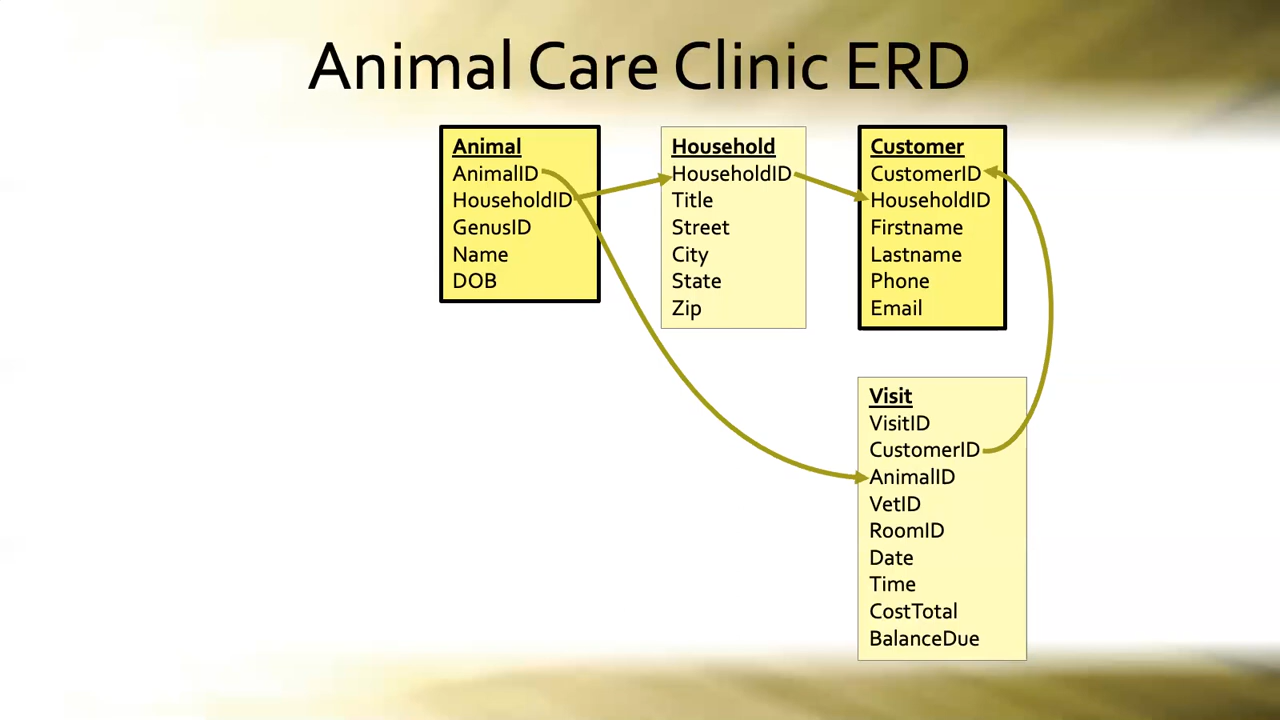 Animal Care Clinic ERD
Animal
AnimalID
HouseholdID
GenusID
Name
DOB
Household
HouseholdID
Title
Street
City
State
Zip
Customer
CustomerID
HouseholdID
Firstname
Lastname
Phone
Email
Visit
VisitID
CustomerID
AnimalID
VetID
RoomID
Date
Time
CostTotal
BalanceDue